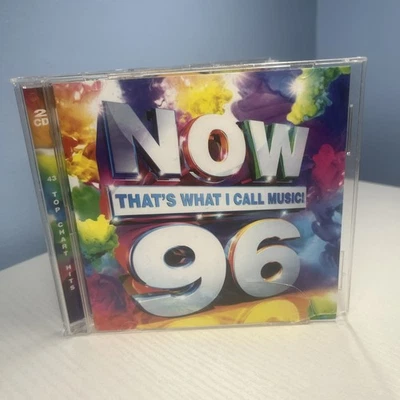 2CD
43 TOP CHART HITS
NOW
THAT'S WHAT I CALL MUSIC!
96